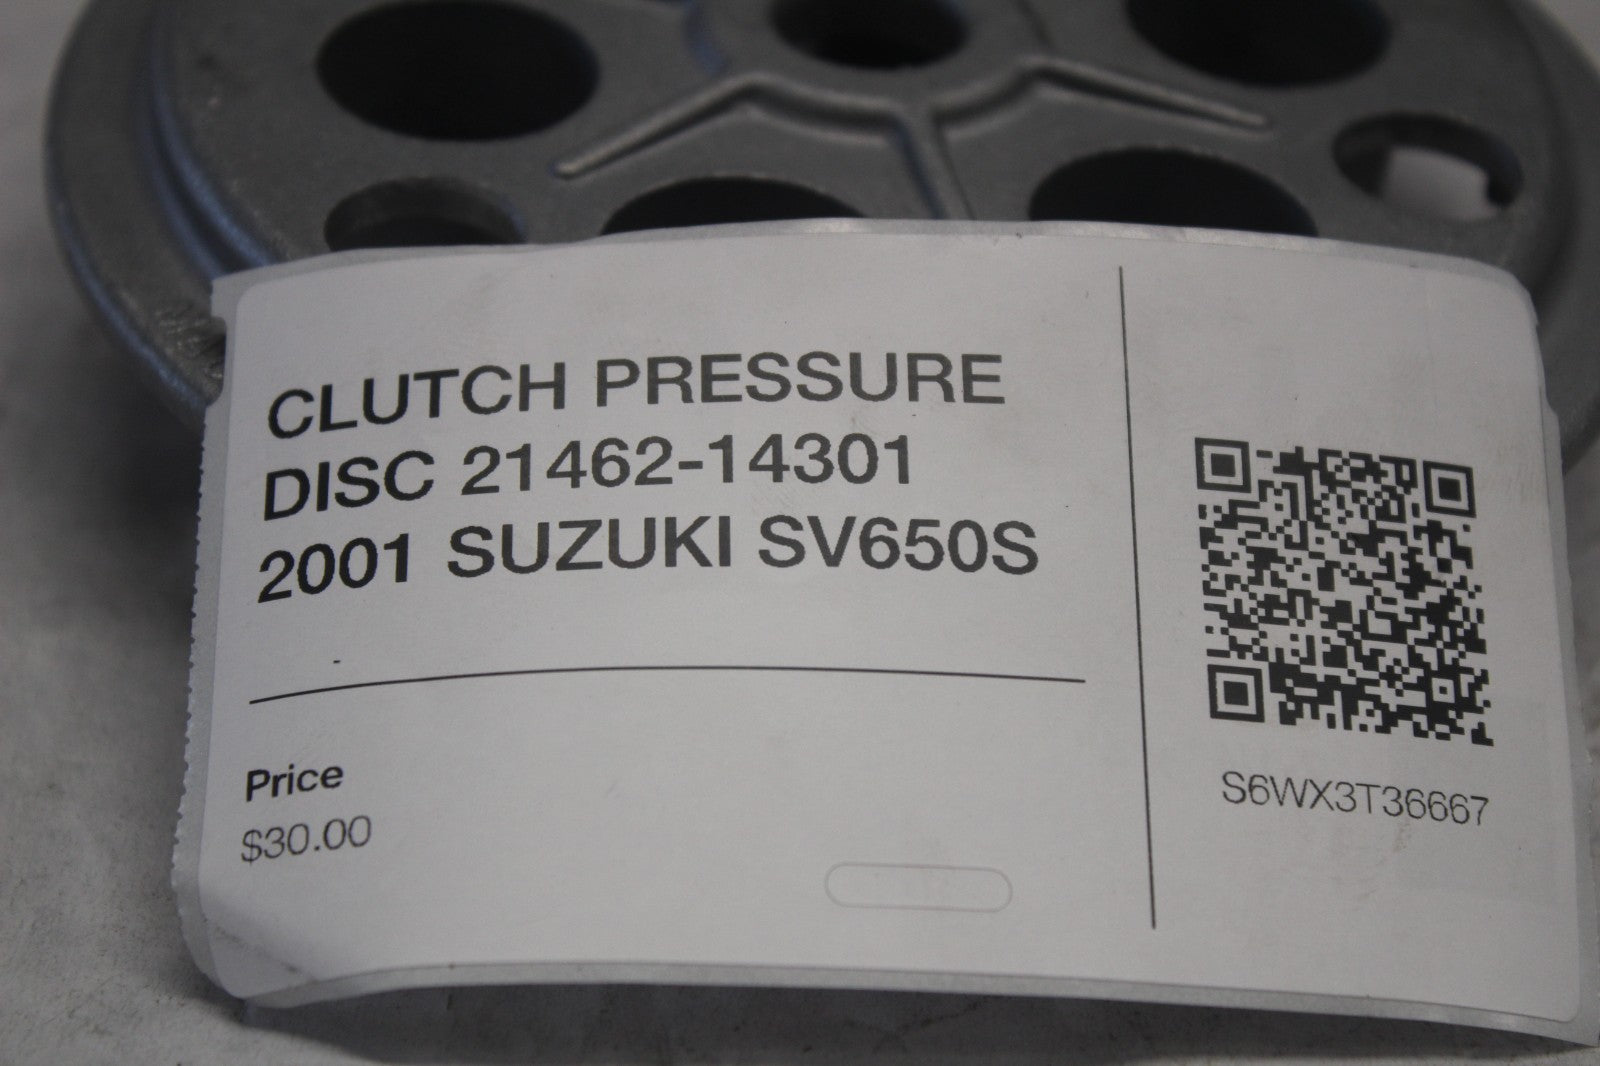 CLUTCH PRESSURE
DISC 21462-14301
2001 SUZUKI SV650S
Price
$30.00
S6WX3T36667